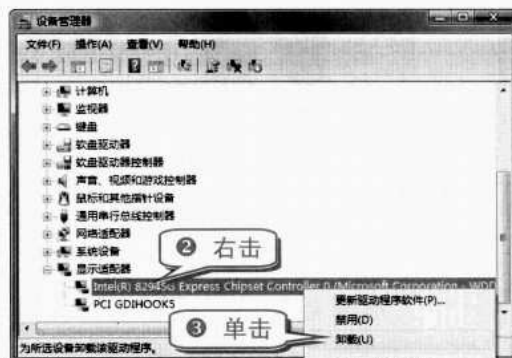 设备管理器
文件(F) 操作(A) 查看(V) 帮助(H)
计算机
监视器
键盘
软盘驱动器
软盘驱动器控制器
声音、视频和游戏控制器
鼠标和其他指针设备
通用串行总线控制器
网络适配器
系统设备
❷ 右击
显示适配器
Intel(R) 82945G Express Chipset Controller 0 (Microsoft Corporation - WDD
PCI GDIHOOK5
更新驱动程序软件(P)...
❸ 单击
禁用(D)
卸载(U)
为所选设备卸载该驱动程序。